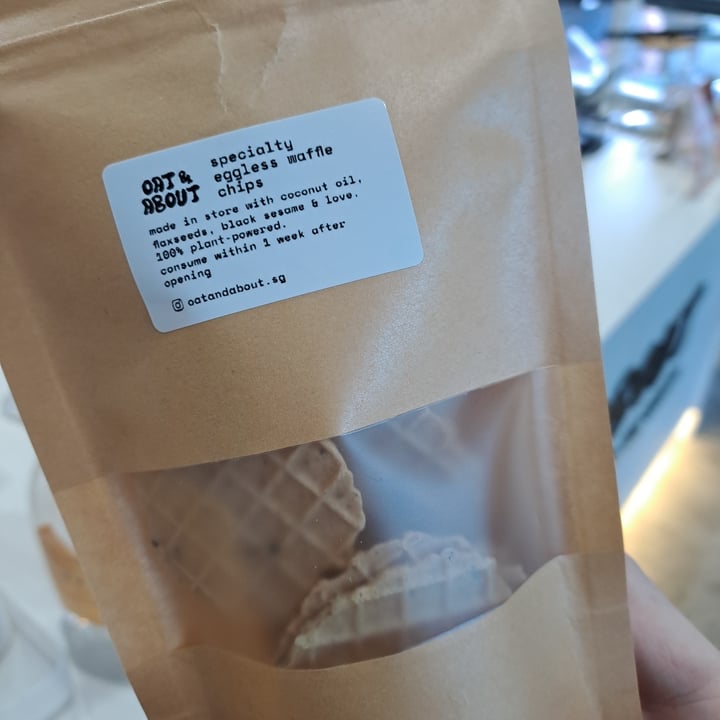 OAT &
ABOUT
specialty
eggless waffle
chips
made in store with coconut oil,
flaxseeds, black sesame & love.
100% plant-powered.
consume within 1 week after
opening
oatandabout.sg